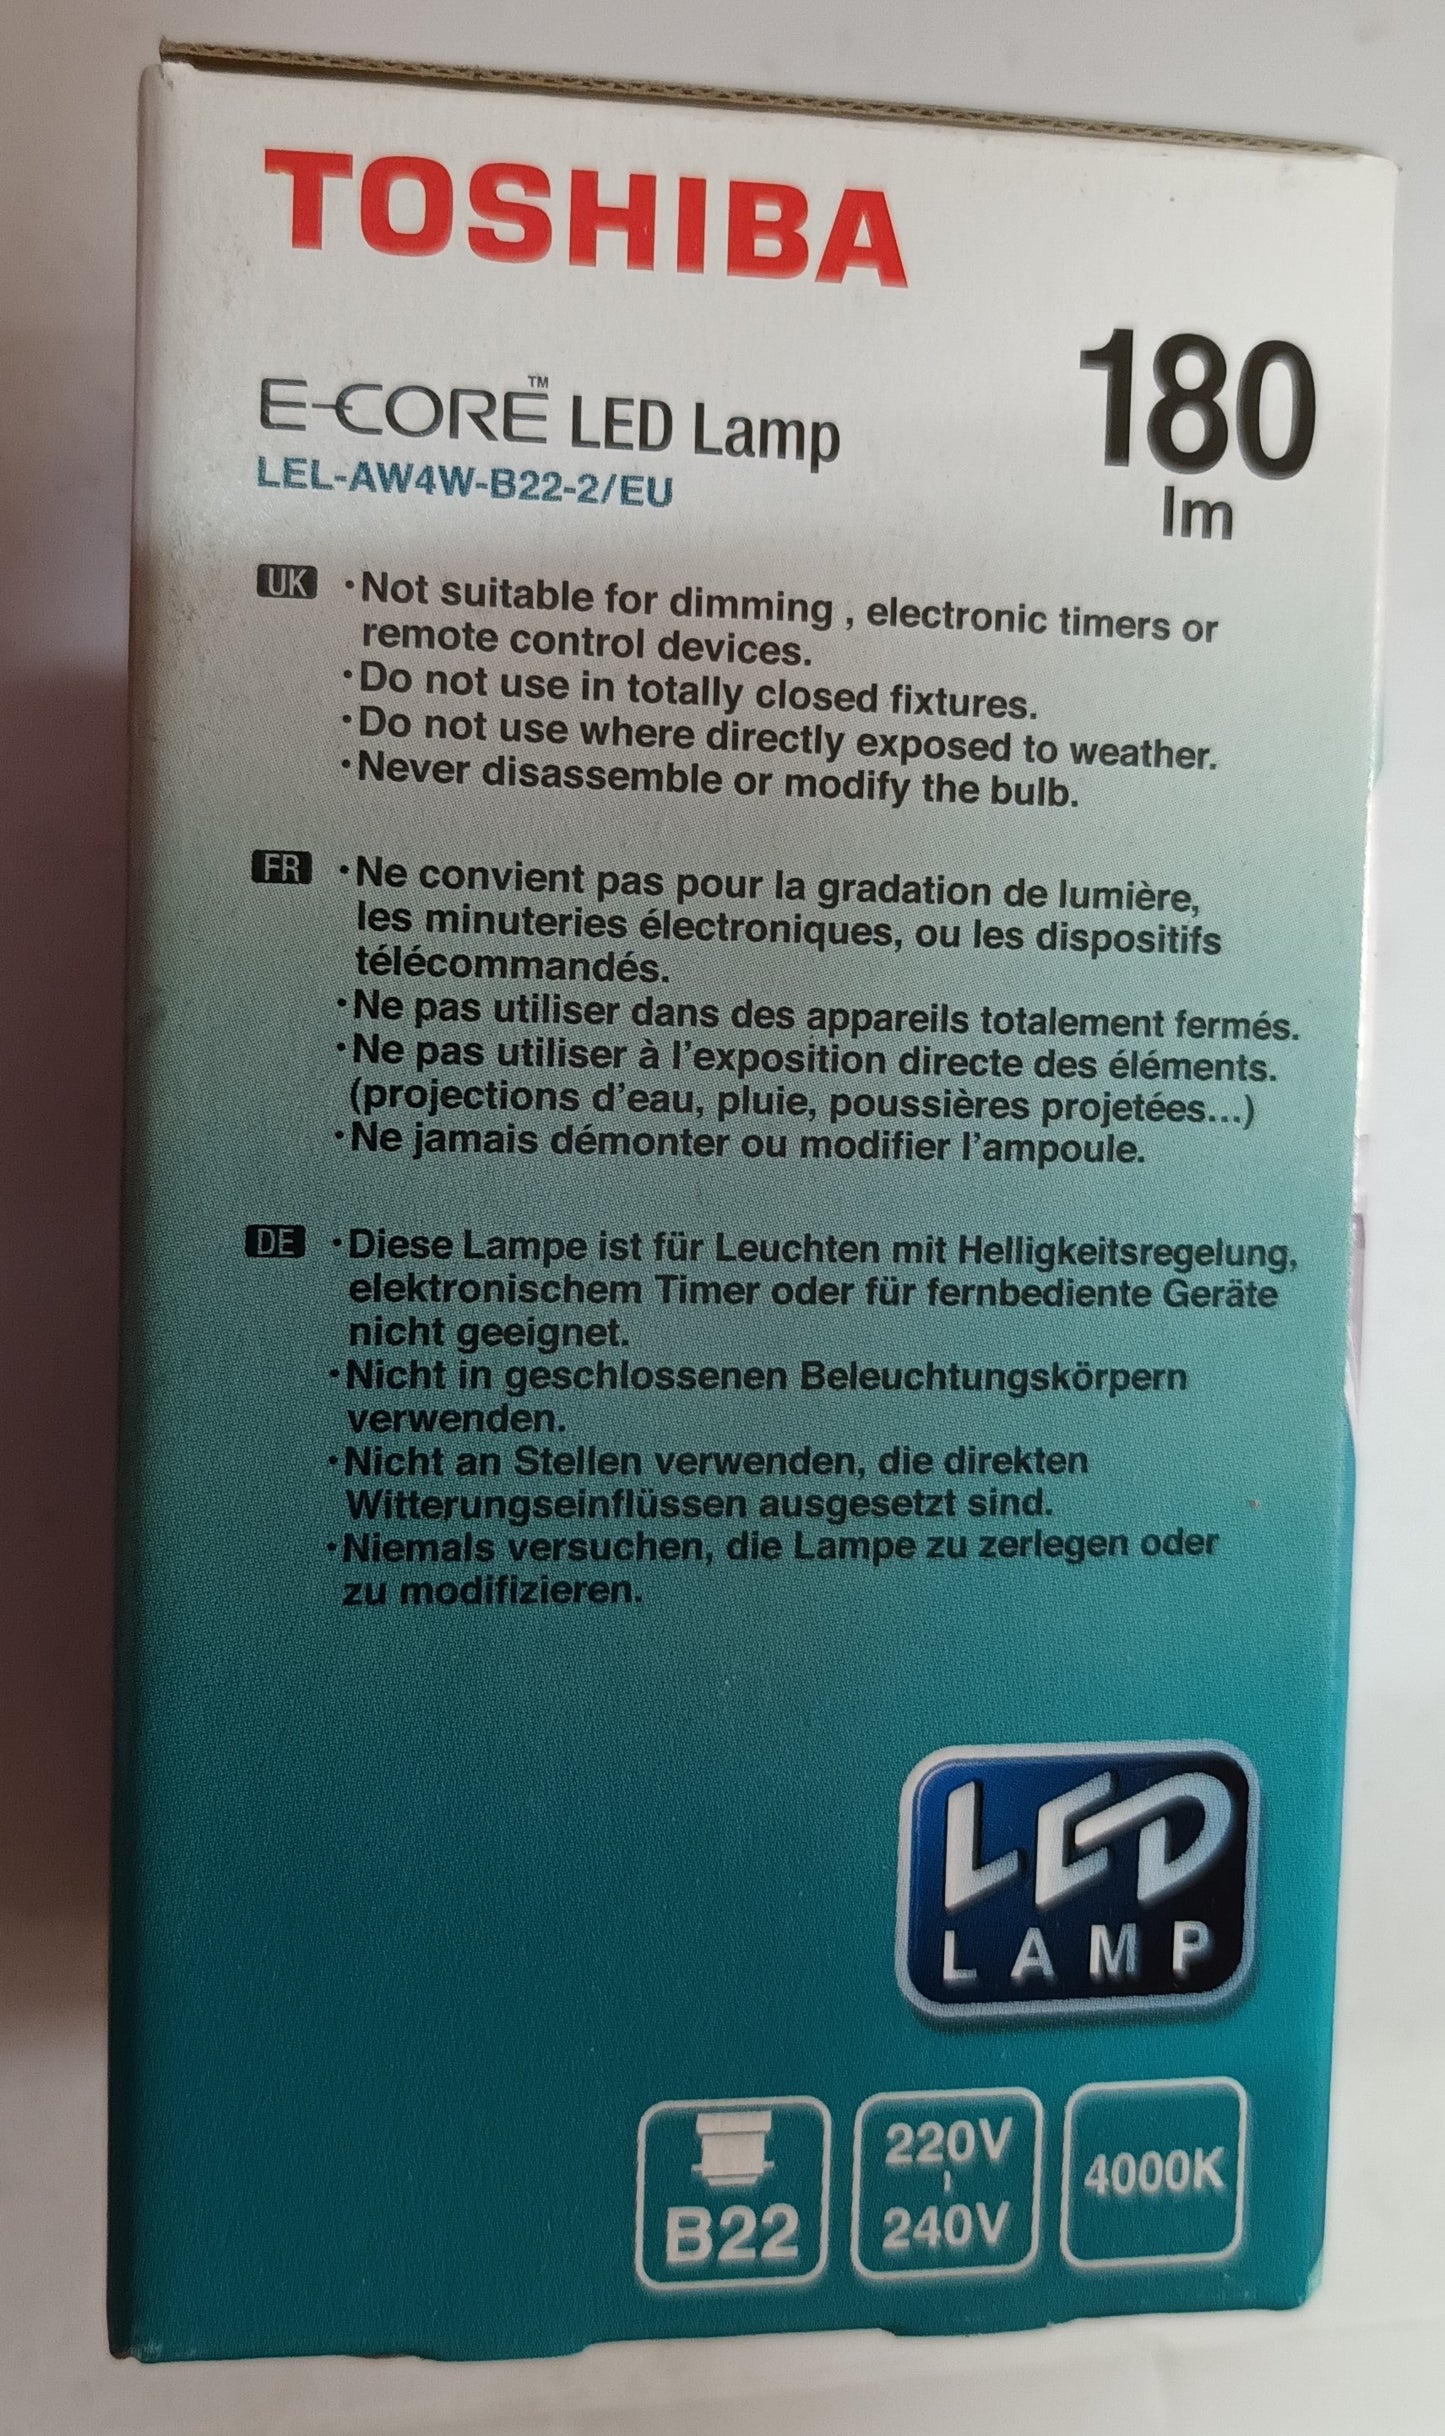 TOSHIBA
E-CORE™ LED Lamp
LEL-AW4W-B22-2/EU
180
lm
UK ・Not suitable for dimming , electronic timers or
remote control devices.
・Do not use in totally closed fixtures.
・Do not use where directly exposed to weather.
・Never disassemble or modify the bulb.
FR ・Ne convient pas pour la gradation de lumière,
les minuteries électroniques, ou les dispositifs
télécommandés.
・Ne pas utiliser dans des appareils totalement fermés.
・Ne pas utiliser à l'exposition directe des éléments.
(projections d'eau, pluie, poussières projetées...)
・Ne jamais démonter ou modifier l'ampoule.
DE ・Diese Lampe ist für Leuchten mit Helligkeitsregelung,
elektronischem Timer oder für fernbediente Geräte
nicht geeignet.
・Nicht in geschlossenen Beleuchtungskörpern
verwenden.
・Nicht an Stellen verwenden, die direkten
Witterungseinflüssen ausgesetzt sind.
・Niemals versuchen, die Lampe zu zerlegen oder
zu modifizieren.
LED
LAMP
B22
220V
~
240V
4000K